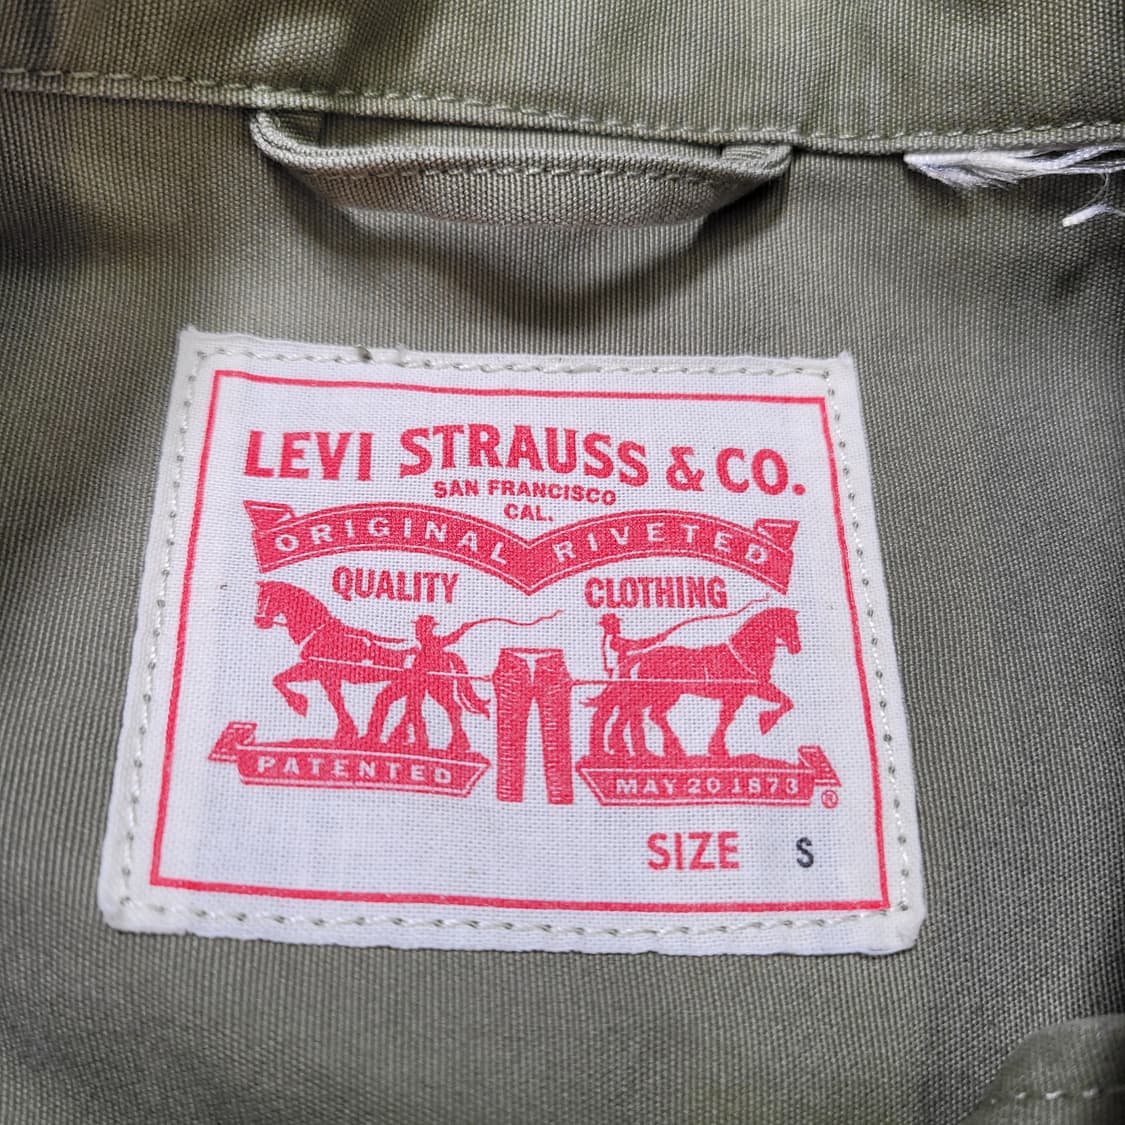 LEVI STRAUSS & CO.
SAN FRANCISCO
CAL.
ORIGINAL RIVETED
QUALITY CLOTHING
PATENTED MAY 20 1873 ®
SIZE S